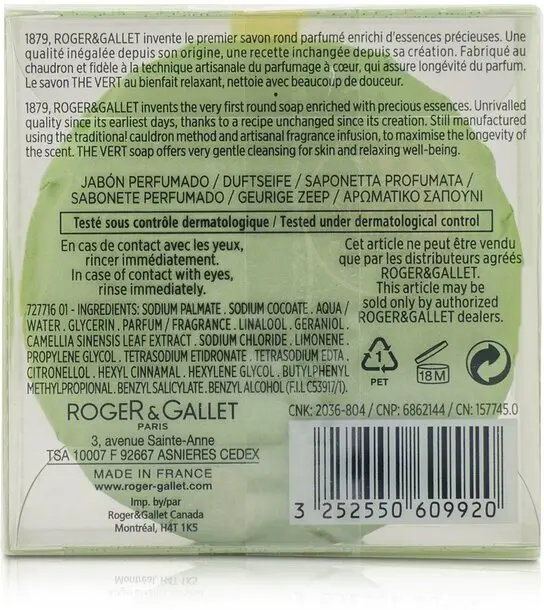 1879, ROGER&GALLET invente le premier savon rond parfumé enrichi d'essences précieuses. Une
qualité inégalée depuis son origine, une recette inchangée depuis sa création. Fabriqué au
chaudron et fidèle à la technique artisanale du parfumage à cœur, qui assure longévité du parfum.
Le savon THE VERT au bienfait relaxant, nettoie avec beaucoup de douceur.
1879, ROGER&GALLET invents the very first round soap enriched with precious essences. Unrivalled
quality since its earliest days, thanks to a recipe unchanged since its creation. Still manufactured
using the traditional cauldron method and artisanal fragrance infusion, to maximise the longevity of
the scent. THE VERT soap offers very gentle cleansing for skin and relaxing well-being.
JABÓN PERFUMADO / DUFTSEIFE / SAPONETTA PROFUMATA /
SABONETE PERFUMADO / GEURIGE ZEEP / ΑΡΩΜΑΤΙΚΟ ΣΑΠΟΥΝΙ
Testé sous contrôle dermatologique / Tested under dermatological control
En cas de contact avec les yeux,
rincer immédiatement.
In case of contact with eyes,
rinse immediately.
Cet article ne peut être vendu
que par les distributeurs agréés
ROGER&GALLET.
This article may be
sold only by authorized
ROGER&GALLET dealers.
727716 01 - INGREDIENTS: SODIUM PALMATE . SODIUM COCOATE . AQUA /
WATER . GLYCERIN . PARFUM / FRAGRANCE . LINALOOL . GERANIOL .
CAMELLIA SINENSIS LEAF EXTRACT . SODIUM CHLORIDE . LIMONENE .
PROPYLENE GLYCOL . TETRASODIUM ETIDRONATE . TETRASODIUM EDTA .
CITRONELLOL . HEXYL CINNAMAL . HEXYLENE GLYCOL . BUTYLPHENYL
METHYLPROPIONAL . BENZYL SALICYLATE . BENZYL ALCOHOL (F.I.L C53917/1).
1
PET
18 M
ROGER&GALLET
PARIS
3, avenue Sainte-Anne
TSA 10007 F 92667 ASNIERES CEDEX
MADE IN FRANCE
www.roger-gallet.com
Imp. by/par
Roger&Gallet Canada
Montréal, H4T 1K5
CNK: 2036-804 / CNP: 6862144 / CN: 157745.0
3 252550 609920